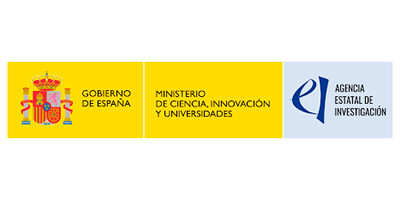 GOBIERNO
DE ESPAÑA
MINISTERIO
DE CIENCIA, INNOVACIÓN
Y UNIVERSIDADES
AGENCIA
ESTATAL DE
INVESTIGACIÓN